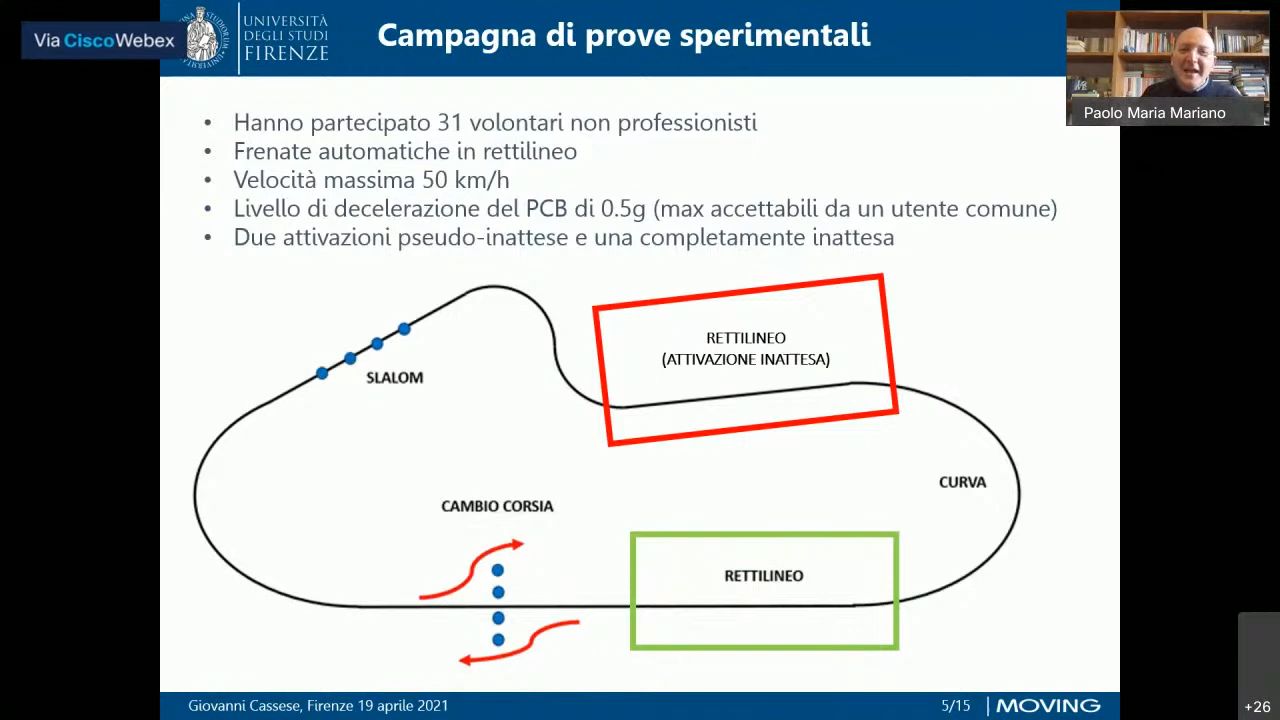 Via CiscoWebex
UNIVERSITÀ
DEGLI STUDI
FIRENZE
Campagna di prove sperimentali
Paolo Maria Mariano
• Hanno partecipato 31 volontari non professionisti
• Frenate automatiche in rettilineo
• Velocità massima 50 km/h
• Livello di decelerazione del PCB di 0.5g (max accettabili da un utente comune)
• Due attivazioni pseudo-inattese e una completamente inattesa
RETTILINEO
(ATTIVAZIONE INATTESA)
SLALOM
CURVA
CAMBIO CORSIA
RETTILINEO
Giovanni Cassese, Firenze 19 aprile 2021
5/15
MOVING
+26